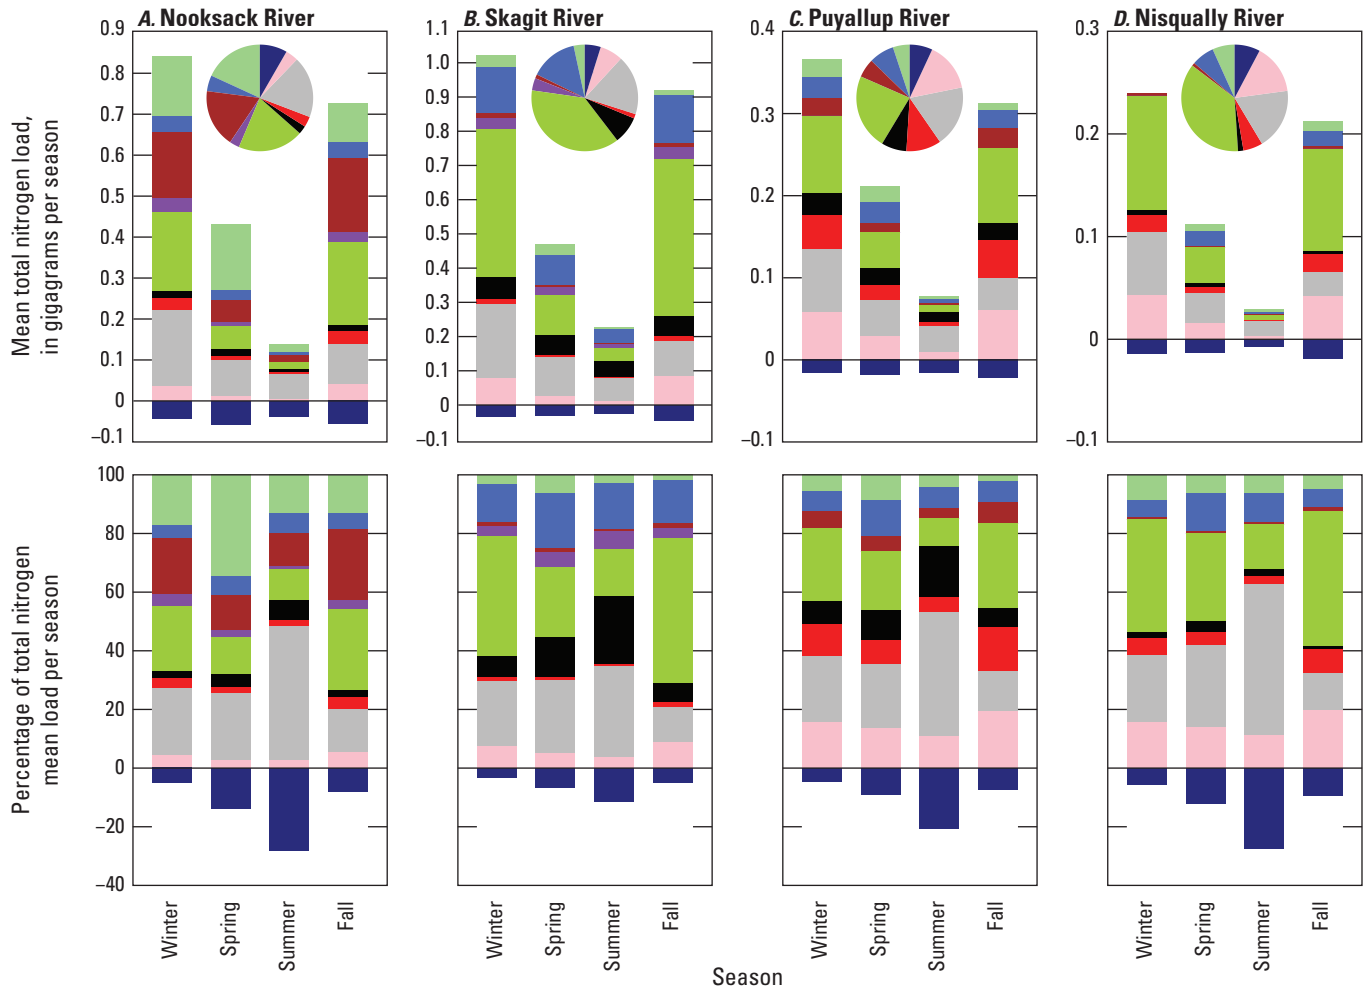 A. Nooksack River
B. Skagit River
C. Puyallup River
D. Nisqually River
Mean total nitrogen load,
in gigagrams per season
0.9
0.8
0.7
0.6
0.5
0.4
0.3
0.2
0.1
0
–0.1
1.1
1.0
0.9
0.8
0.7
0.6
0.5
0.4
0.3
0.2
0.1
0
–0.1
0.4
0.3
0.2
0.1
0
–0.1
0.3
0.2
0.1
0
–0.1
Percentage of total nitrogen
mean load per season
100
80
60
40
20
0
–20
–40
Winter
Spring
Summer
Fall
Winter
Spring
Summer
Fall
Winter
Spring
Summer
Fall
Winter
Spring
Summer
Fall
Season